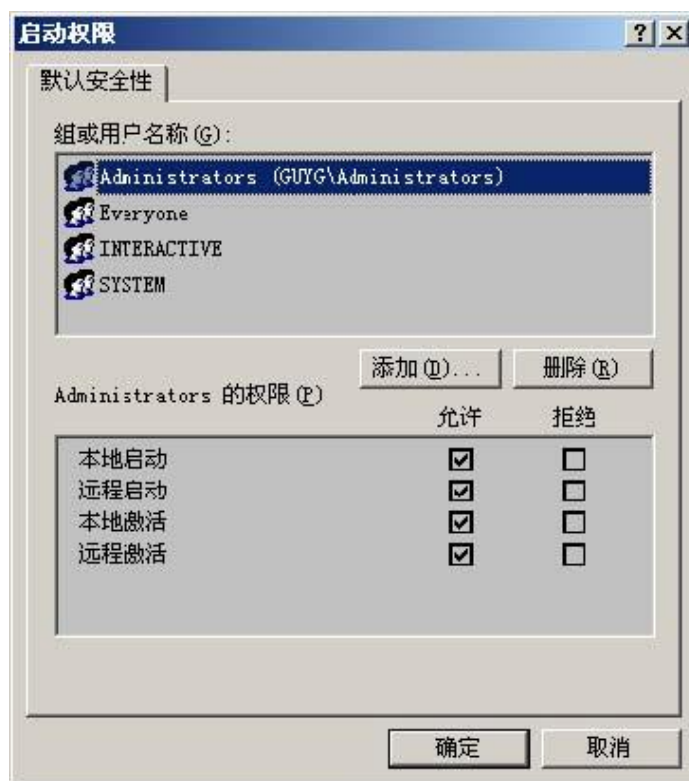 启动权限
默认安全性
组或用户名称(G):
Administrators (GUYG\Administrators)
Everyone
INTERACTIVE
SYSTEM
添加(D)... 删除(R)
Administrators 的权限(P)
允许 拒绝
本地启动
远程启动
本地激活
远程激活
确定 取消